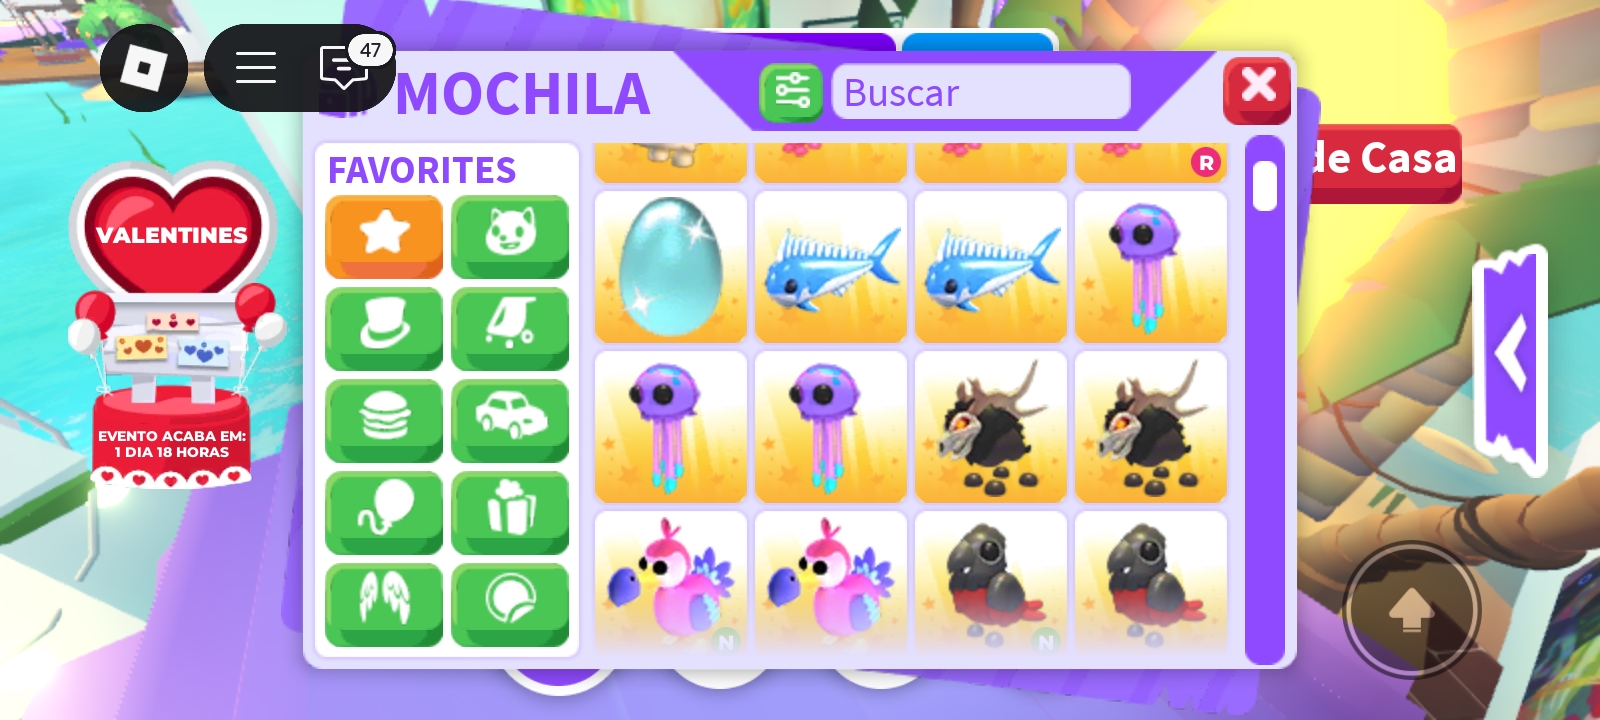 47
MOCHILA
Buscar
FAVORITES
R
de Casa
VALENTINES
EVENTO ACABA EM:
1 DIA 18 HORAS
N
N